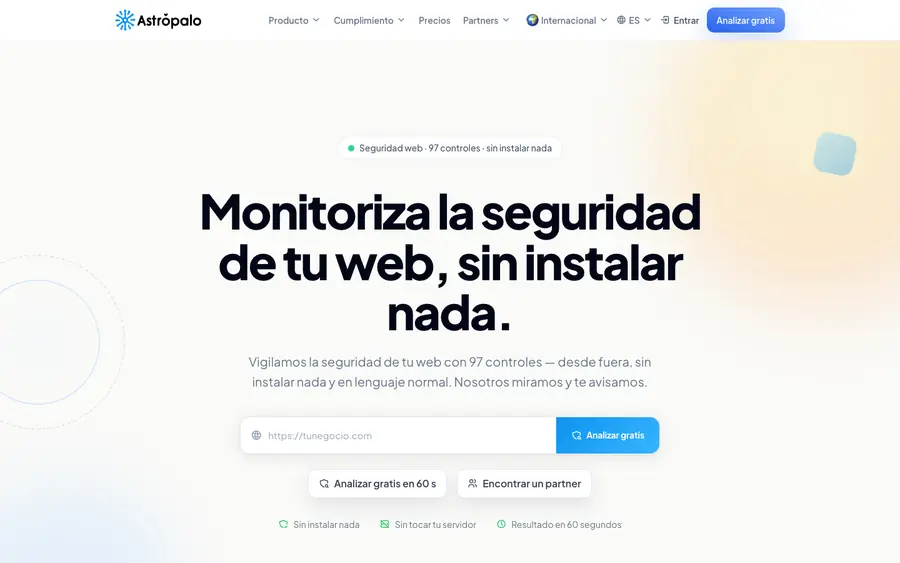 Astrŏpalo
Producto
Cumplimiento
Precios
Partners
Internacional
ES
Entrar
Analizar gratis
Seguridad web · 97 controles · sin instalar nada
Monitoriza la seguridad
de tu web, sin instalar
nada.
Vigilamos la seguridad de tu web con 97 controles — desde fuera, sin
instalar nada y en lenguaje normal. Nosotros miramos y te avisamos.
https://tunegocio.com
Analizar gratis
Analizar gratis en 60 s
Encontrar un partner
Sin instalar nada
Sin tocar tu servidor
Resultado en 60 segundos